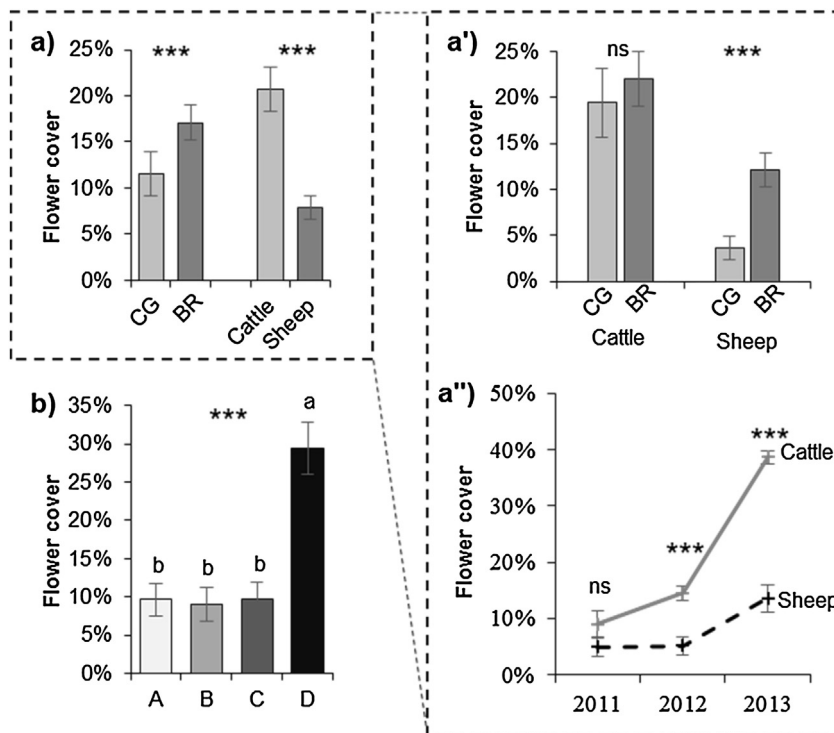 a)
Flower cover
25%
20%
15%
10%
5%
0%
***
***
CG
BR
Cattle
Sheep
a')
Flower cover
25%
20%
15%
10%
5%
0%
ns
***
CG
BR
CG
BR
Cattle
Sheep
b)
Flower cover
40%
35%
30%
25%
20%
15%
10%
5%
0%
***
b
b
b
a
A
B
C
D
a'')
Flower cover
50%
40%
30%
20%
10%
0%
ns
***
***
Cattle
Sheep
2011
2012
2013